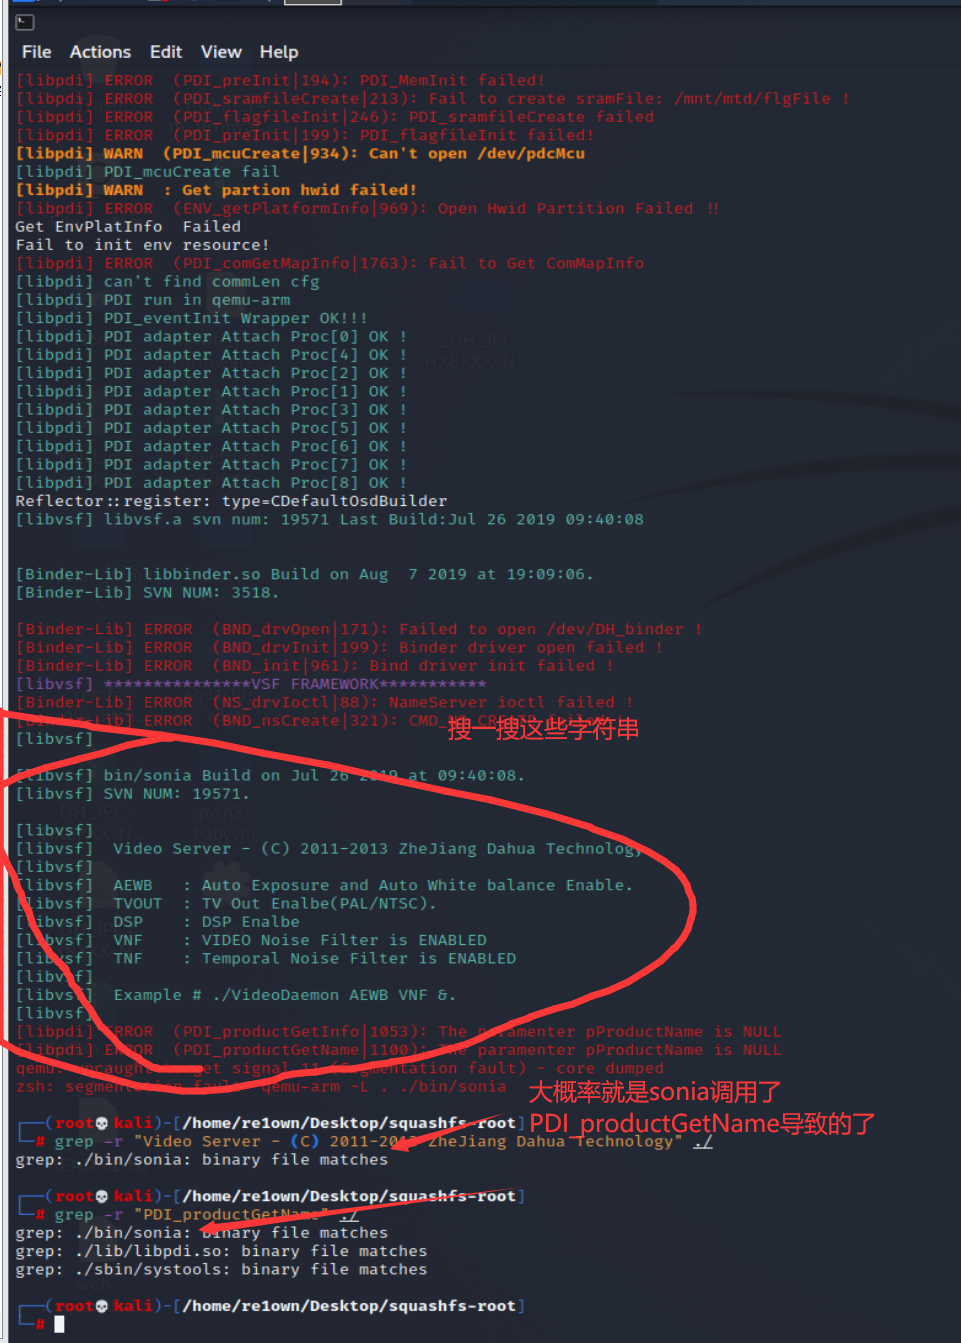 File Actions Edit View Help
[libpdi] ERROR (PDI_preInit|194): PDI_MemInit failed!
[libpdi] ERROR (PDI_sramfileCreate|213): Fail to create sramFile: /mnt/mtd/flgFile !
[libpdi] ERROR (PDI_flagfileInit|246): PDI_sramfileCreate failed
[libpdi] ERROR (PDI_preInit|199): PDI_flagfileInit failed!
[libpdi] WARN (PDI_mcuCreate|934): Can't open /dev/pdcMcu
[libpdi] PDI_mcuCreate fail
[libpdi] WARN : Get partion hwid failed!
[libpdi] ERROR (ENV_getPlatformInfo|969): Open Hwid Partition Failed !!
Get EnvPlatInfo Failed
Fail to init env resource!
[libpdi] ERROR (PDI_comGetMapInfo|1763): Fail to Get ComMapInfo
[libpdi] can't find commLen cfg
[libpdi] PDI run in qemu-arm
[libpdi] PDI_eventInit Wrapper OK!!!
[libpdi] PDI adapter Attach Proc[0] OK !
[libpdi] PDI adapter Attach Proc[4] OK !
[libpdi] PDI adapter Attach Proc[2] OK !
[libpdi] PDI adapter Attach Proc[1] OK !
[libpdi] PDI adapter Attach Proc[3] OK !
[libpdi] PDI adapter Attach Proc[5] OK !
[libpdi] PDI adapter Attach Proc[6] OK !
[libpdi] PDI adapter Attach Proc[7] OK !
[libpdi] PDI adapter Attach Proc[8] OK !
Reflector::register: type=CDefaultOsdBuilder
[libvsf] libvsf.a svn num: 19571 Last Build:Jul 26 2019 09:40:08
[Binder-Lib] libbinder.so Build on Aug 7 2019 at 19:09:06.
[Binder-Lib] SVN NUM: 3518.
[Binder-Lib] ERROR (BND_drvOpen|171): Failed to open /dev/DH_binder !
[Binder-Lib] ERROR (BND_drvInit|199): Binder driver open failed !
[Binder-Lib] ERROR (BND_init|961): Bind driver init failed !
[libvsf] ***************VSF FRAMEWORK***********
[Binder-Lib] ERROR (NS_drvIoctl|88): NameServer ioctl failed !
[Binder-Lib] ERROR (BND_nsCreate|321):
搜一搜这些字符串
[libvsf]
[libvsf] bin/sonia Build on Jul 26 2019 at 09:40:08.
[libvsf] SVN NUM: 19571.
[libvsf]
[libvsf] Video Server - (C) 2011-2013 ZheJiang Dahua Technology
[libvsf]
[libvsf] AEWB : Auto Exposure and Auto White balance Enable.
[libvsf] TVOUT : TV Out Enalbe(PAL/NTSC).
[libvsf] DSP : DSP Enalbe
[libvsf] VNF : VIDEO Noise Filter is ENABLED
[libvsf] TNF : Temporal Noise Filter is ENABLED
[libvsf]
[libvsf] Example # ./VideoDaemon AEWB VNF &.
[libvsf]
[libpdi] ERROR (PDI_productGetInfo|1053): The paramenter pProductName is NULL
[libpdi] ERROR (PDI_productGetName|1100): The paramenter pProductName is NULL
qemu: uncaught target signal 11 (Segmentation fault) - core dumped
zsh: segmentation fault qemu-arm -L . ./bin/sonia
大概率就是sonia调用了
PDI_productGetName导致的了
(root kali)-[/home/re1own/Desktop/squashfs-root]
# grep -r "Video Server - (C) 2011-2013 ZheJiang Dahua Technology" ./
grep: ./bin/sonia: binary file matches
(root kali)-[/home/re1own/Desktop/squashfs-root]
# grep -r "PDI_productGetName" ./
grep: ./bin/sonia: binary file matches
grep: ./lib/libpdi.so: binary file matches
grep: ./sbin/systools: binary file matches
(root kali)-[/home/re1own/Desktop/squashfs-root]
#